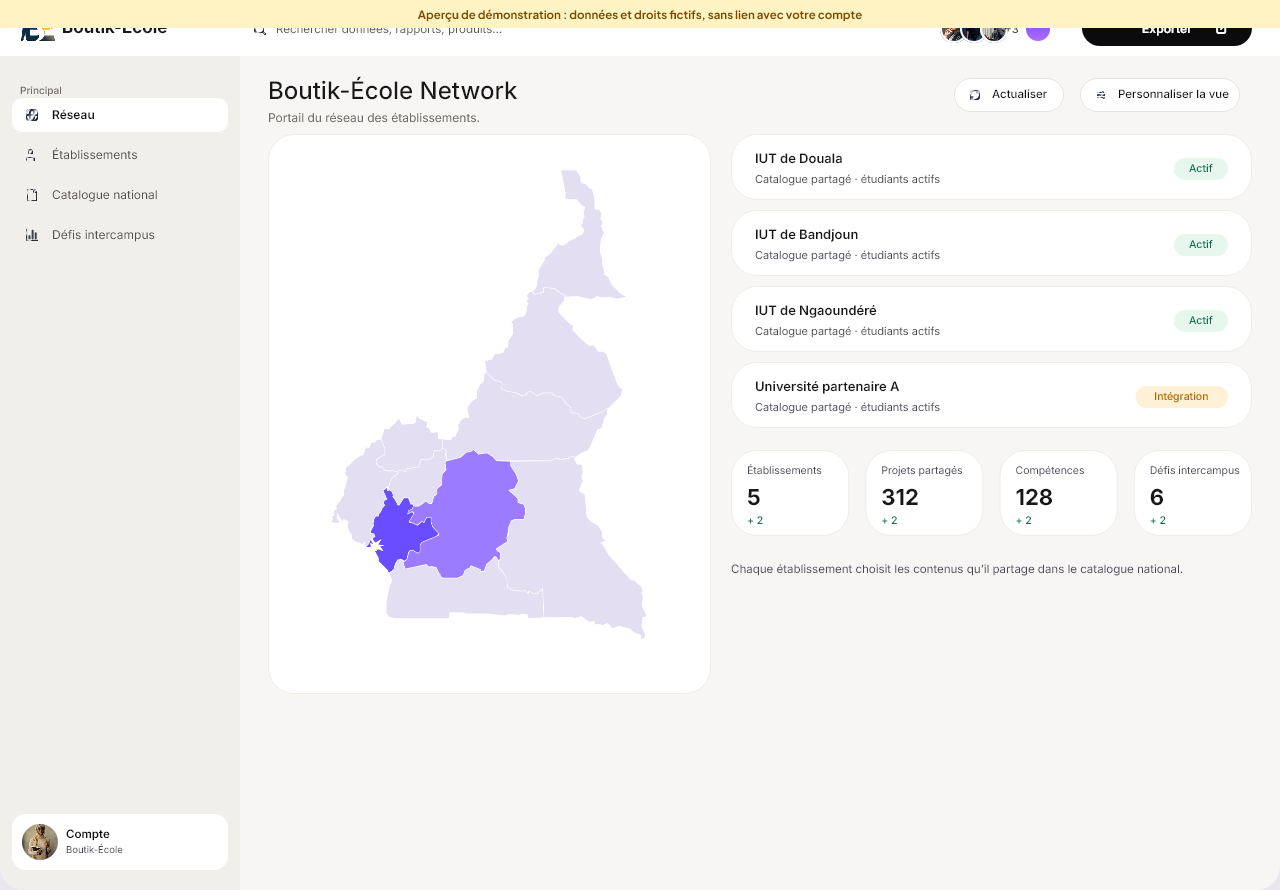 Aperçu de démonstration : données et droits fictifs, sans lien avec votre compte
Boutik-École
Rechercher données, rapports, produits...
+3
Exporter
Principal
Réseau
Établissements
Catalogue national
Défis intercampus
Compte
Boutik-École
Boutik-École Network
Portail du réseau des établissements.
Actualiser
Personnaliser la vue
IUT de Douala
Catalogue partagé · étudiants actifs
Actif
IUT de Bandjoun
Catalogue partagé · étudiants actifs
Actif
IUT de Ngaoundéré
Catalogue partagé · étudiants actifs
Actif
Université partenaire A
Catalogue partagé · étudiants actifs
Intégration
Établissements
5
+ 2
Projets partagés
312
+ 2
Compétences
128
+ 2
Défis intercampus
6
+ 2
Chaque établissement choisit les contenus qu’il partage dans le catalogue national.